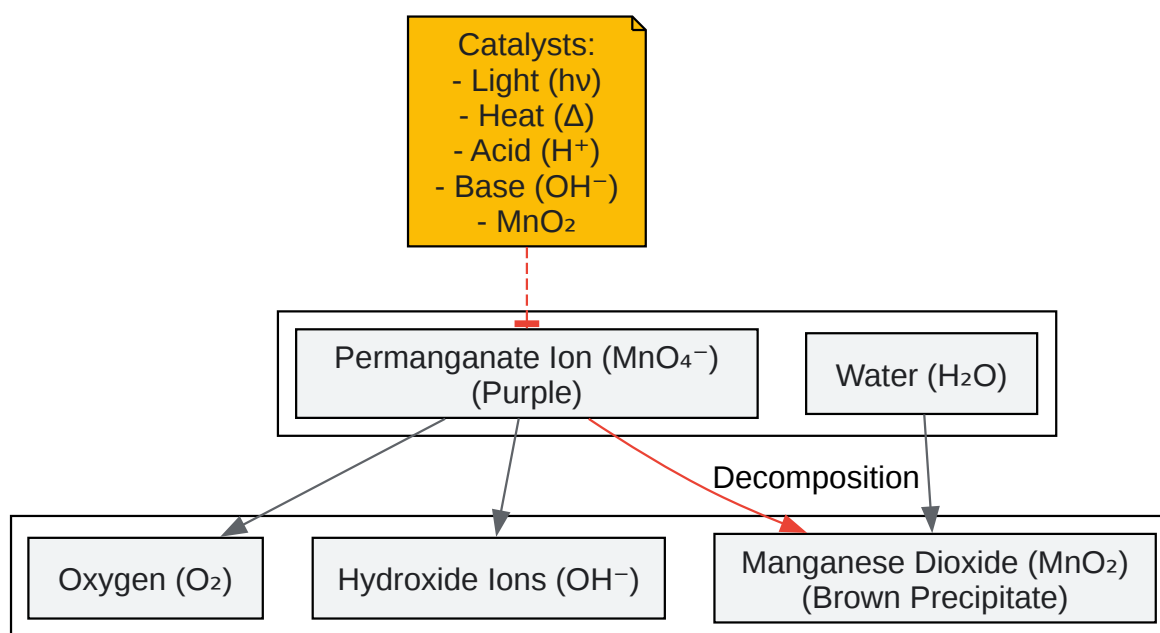 Catalysts:
- Light (hν)
- Heat (Δ)
- Acid (H⁺)
- Base (OH⁻)
- MnO₂
Permanganate Ion (MnO₄⁻)
(Purple)
Water (H₂O)
Decomposition
Oxygen (O₂)
Hydroxide Ions (OH⁻)
Manganese Dioxide (MnO₂)
(Brown Precipitate)